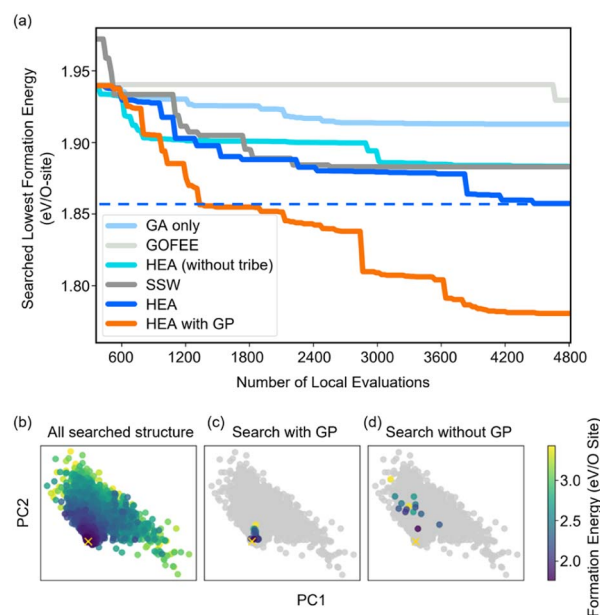 (a)
Searched Lowest Formation Energy
(eV/O-site)
1.95
1.90
1.85
1.80
GA only
GOFEE
HEA (without tribe)
SSW
HEA
HEA with GP
600 1200 1800 2400 3000 3600 4200 4800
Number of Local Evaluations
(b) All searched structure
(c) Search with GP
(d) Search without GP
PC2
PC1
3.0
2.5
2.0
Formation Energy (eV/O Site)